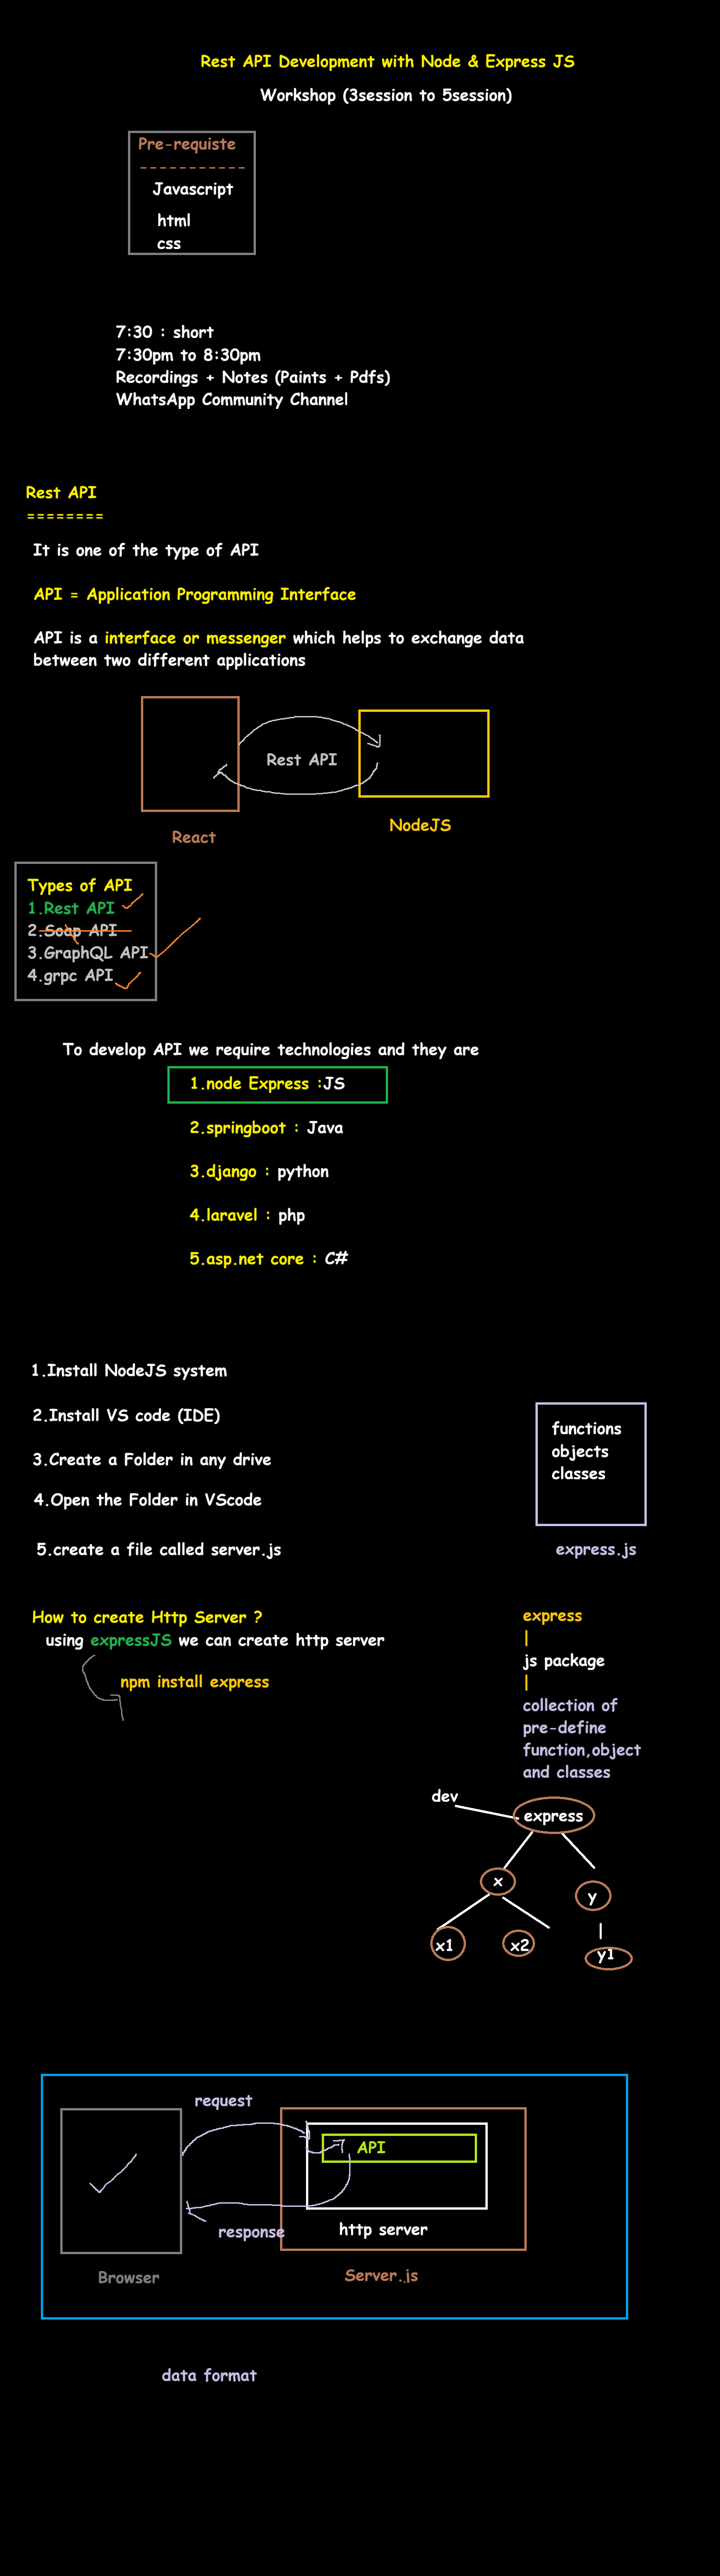 Rest API Development with Node & Express JS
Workshop (3session to 5session)
Pre-requiste
-----------
Javascript
html
css
7:30 : short
7:30pm to 8:30pm
Recordings + Notes (Paints + Pdfs)
WhatsApp Community Channel
Rest API
========
It is one of the type of API
API = Application Programming Interface
API is a interface or messenger which helps to exchange data
between two different applications
Rest API
NodeJS
React
Types of API
1.Rest API
2.Soap API
3.GraphQL API
4.grpc API
To develop API we require technologies and they are
1.node Express :JS
2.springboot : Java
3.django : python
4.laravel : php
5.asp.net core : C#
1.Install NodeJS system
2.Install VS code (IDE)
3.Create a Folder in any drive
4.Open the Folder in VScode
5.create a file called server.js
functions
objects
classes
express.js
How to create Http Server ?
using expressJS we can create http server
npm install express
express
|
js package
|
collection of
pre-define
function,object
and classes
dev
express
x
y
x1
x2
y1
request
API
response
http server
Browser
Server.js
data format